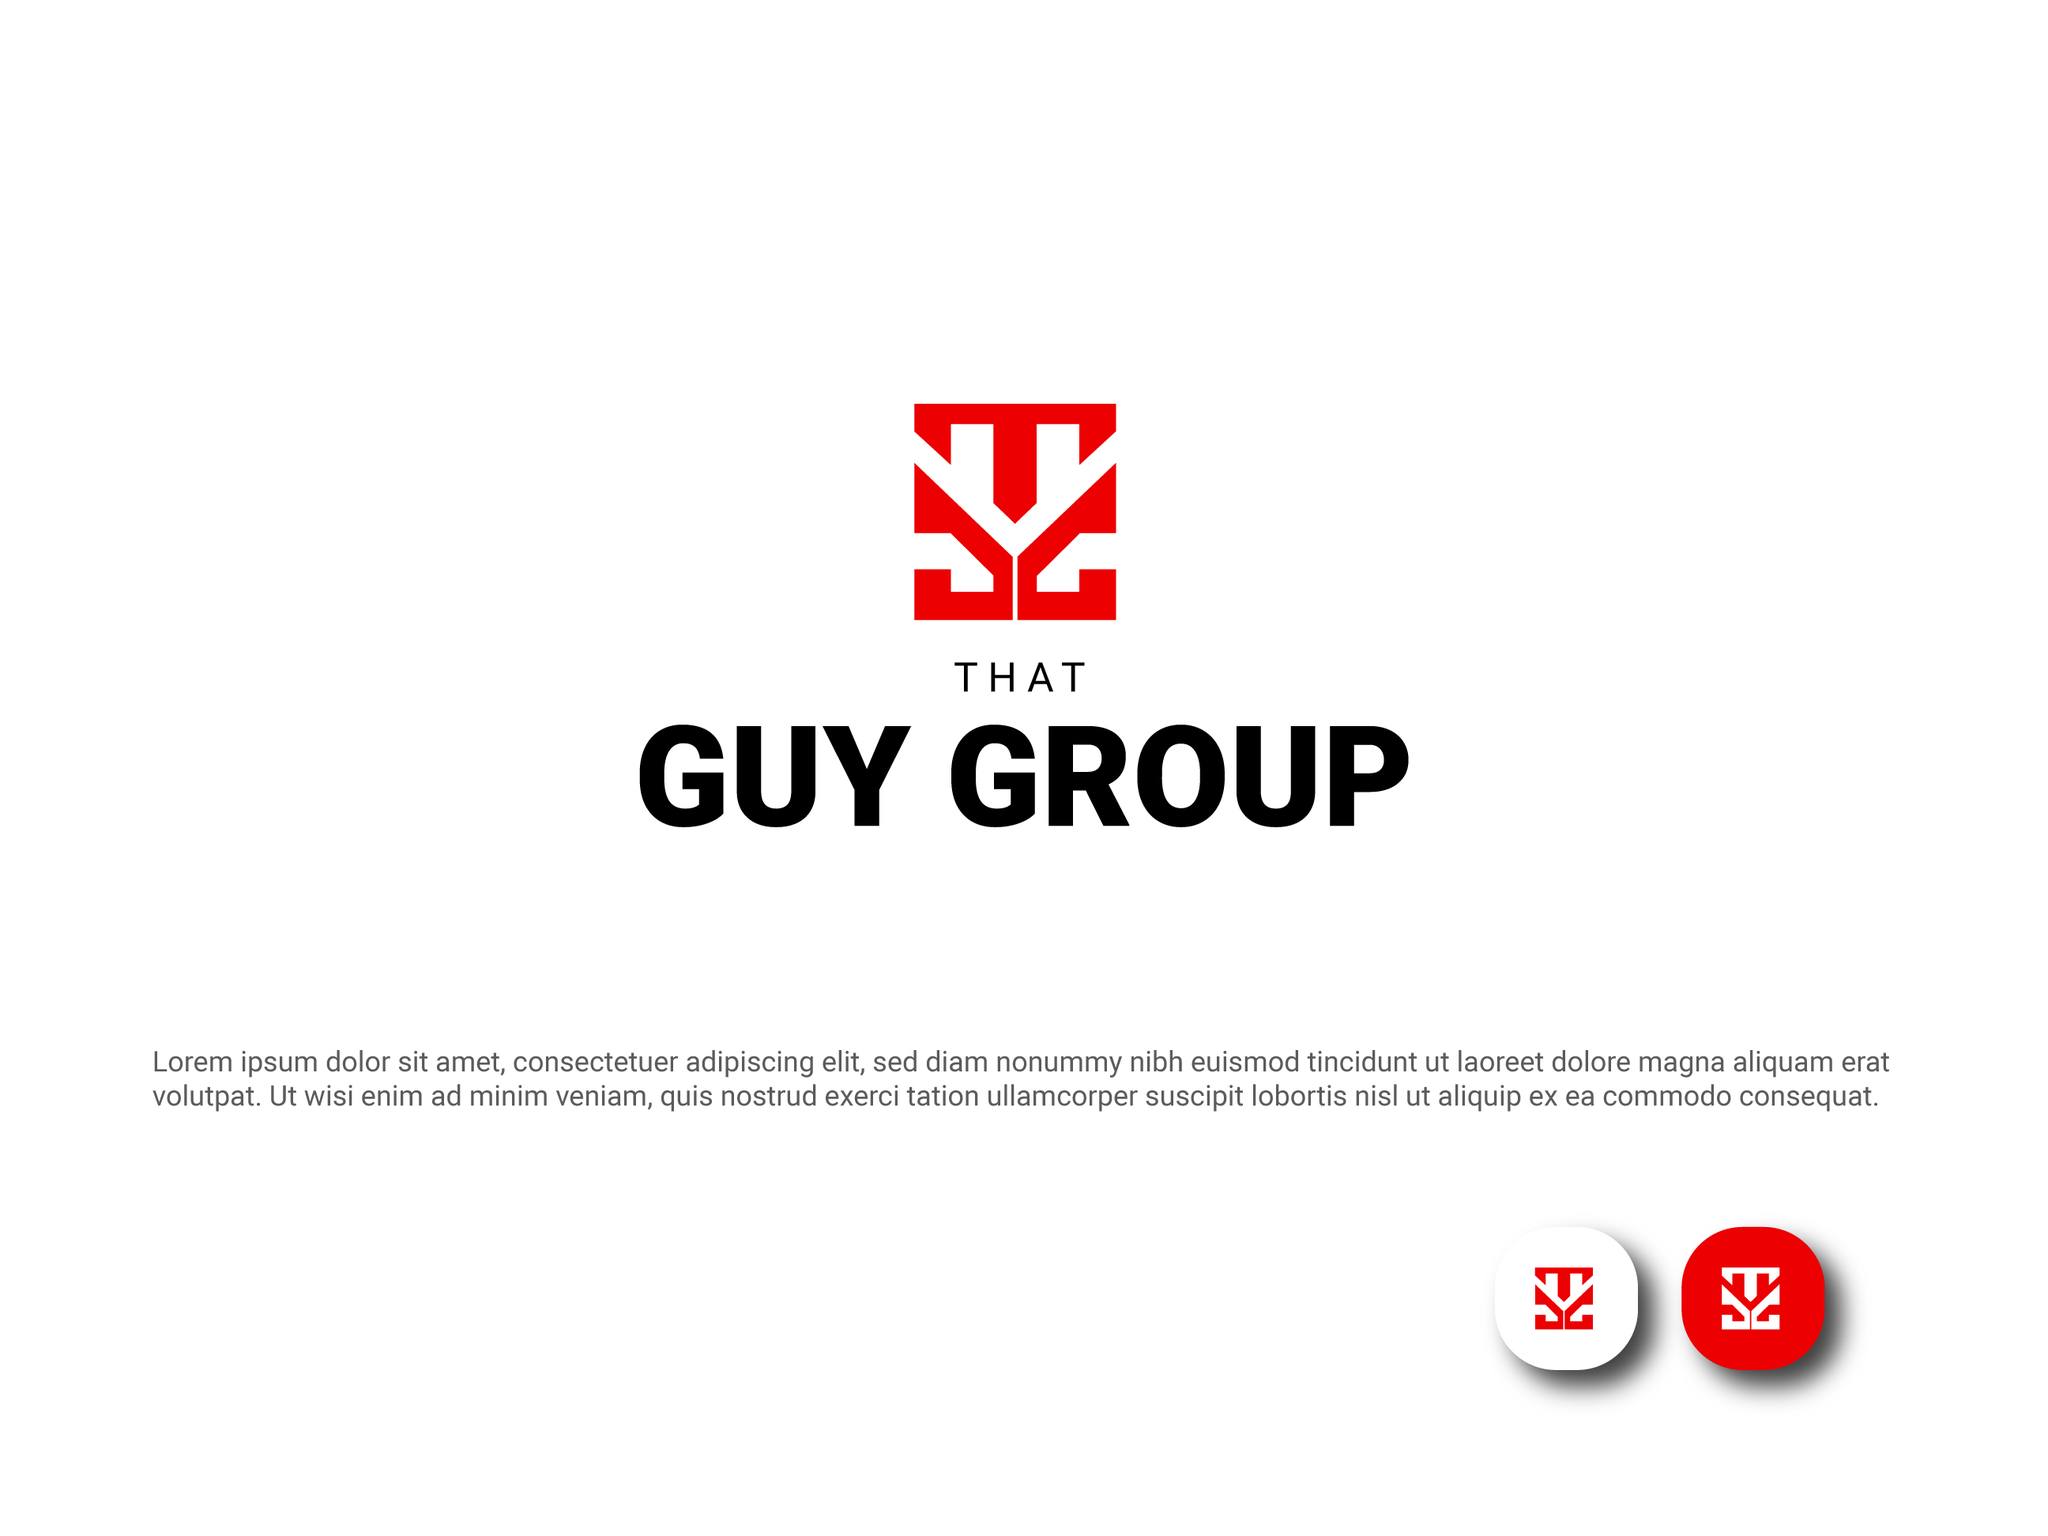 THAT
GUY GROUP
Lorem ipsum dolor sit amet, consectetuer adipiscing elit, sed diam nonummy nibh euismod tincidunt ut laoreet dolore magna aliquam erat
volutpat. Ut wisi enim ad minim veniam, quis nostrud exerci tation ullamcorper suscipit lobortis nisl ut aliquip ex ea commodo consequat.